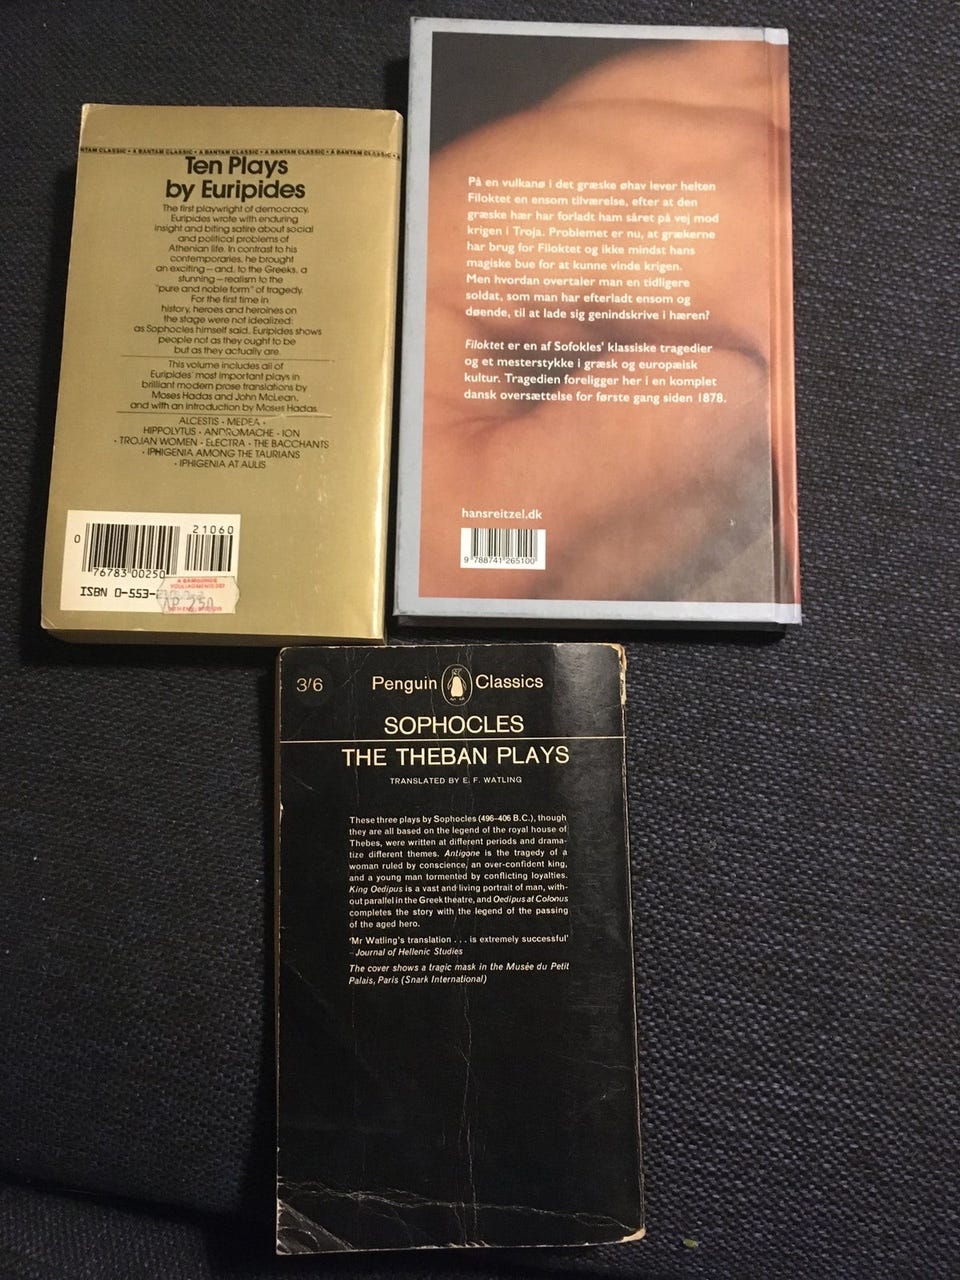 NTAM CLASSIC • A BANTAM CLASSIC • A BANTAM CLASSIC • A BANTAM CLASSIC • A BANTAM CLASSIC • A
Ten Plays
by Euripides
The first playwright of democracy,
Euripides wrote with enduring
insight and biting satire about social
and political problems of
Athenian life. In contrast to his
contemporaries, he brought
an exciting—and, to the Greeks, a
stunning—realism to the
"pure and noble form" of tragedy.
For the first time in
history, heroes and heroines on
the stage were not idealized:
as Sophocles himself said, Euripides shows
people not as they ought to be
but as they actually are.
This volume includes all of
Euripides' most important plays in
brilliant modern prose translations by
Moses Hadas and John McLean,
and with an introduction by Moses Hadas.
ALCESTIS • MEDEA •
HIPPOLYTUS • ANDROMACHE • ION
• TROJAN WOMEN • ELECTRA • THE BACCHANTS
• IPHIGENIA AMONG THE TAURIANS
• IPHIGENIA AT AULIS
21060
0
76783 00250
ISBN 0-553-
250
På en vulkanø i det græske øhav lever helten
Filoktet en ensom tilværelse, efter at den
græske hær har forladt ham såret på vej mod
krigen i Troja. Problemet er nu, at grækerne
har brug for Filoktet og ikke mindst hans
magiske bue for at kunne vinde krigen.
Men hvordan overtaler man en tidligere
soldat, som man har efterladt ensom og
døende, til at lade sig genindskrive i hæren?
Filoktet er en af Sofokles' klassiske tragedier
og et mesterstykke i græsk og europæisk
kultur. Tragedien foreligger her i en komplet
dansk oversættelse for første gang siden 1878.
hansreitzel.dk
9 788741 265100
3/6
Penguin Classics
SOPHOCLES
THE THEBAN PLAYS
TRANSLATED BY E. F. WATLING
These three plays by Sophocles (496–406 B.C.), though
they are all based on the legend of the royal house of
Thebes, were written at different periods and drama-
tize different themes. Antigone is the tragedy of a
woman ruled by conscience, an over-confident king,
and a young man tormented by conflicting loyalties.
King Oedipus is a vast and living portrait of man, with-
out parallel in the Greek theatre, and Oedipus at Colonus
completes the story with the legend of the passing
of the aged hero.
'Mr Watling's translation . . . is extremely successful'
–Journal of Hellenic Studies
The cover shows a tragic mask in the Musée du Petit
Palais, Paris (Snark International)